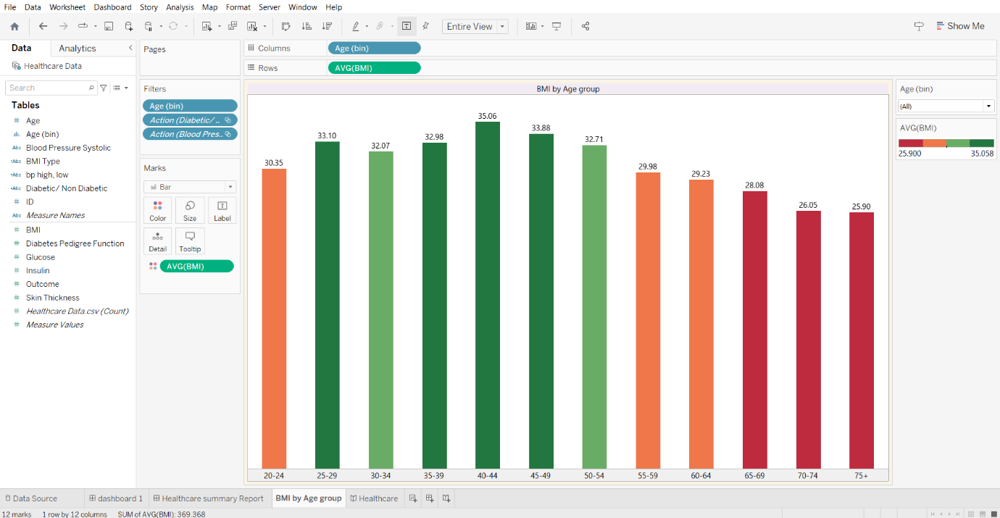 File Data Worksheet Dashboard Story Analysis Map Format Server Window Help
Entire View
Show Me
Data Analytics
Healthcare Data
Search
Tables
Age
Age (bin)
Abc Blood Pressure Systolic
=Abc BMI Type
=Abc bp high, low
=Abc Diabetic/ Non Diabetic
ID
Abc Measure Names
BMI
Diabetes Pedigree Function
Glucose
Insulin
Outcome
Skin Thickness
Healthcare Data.csv (Count)
Measure Values
Pages
Filters
Age (bin)
Action (Diabetic/ ..
Action (Blood Pres..
Marks
Bar
Color Size Label
Detail Tooltip
AVG(BMI)
Columns Age (bin)
Rows AVG(BMI)
BMI by Age group
30.35 33.10 32.07 32.98 35.06 33.88 32.71 29.98 29.23 28.08 26.05 25.90
20-24 25-29 30-34 35-39 40-44 45-49 50-54 55-59 60-64 65-69 70-74 75+
Age (bin)
(All)
AVG(BMI)
25.900 35.058
Data Source dashboard 1 Healthcare summary Report BMI by Age group Healthcare
12 marks 1 row by 12 columns SUM of AVG(BMI): 369.368